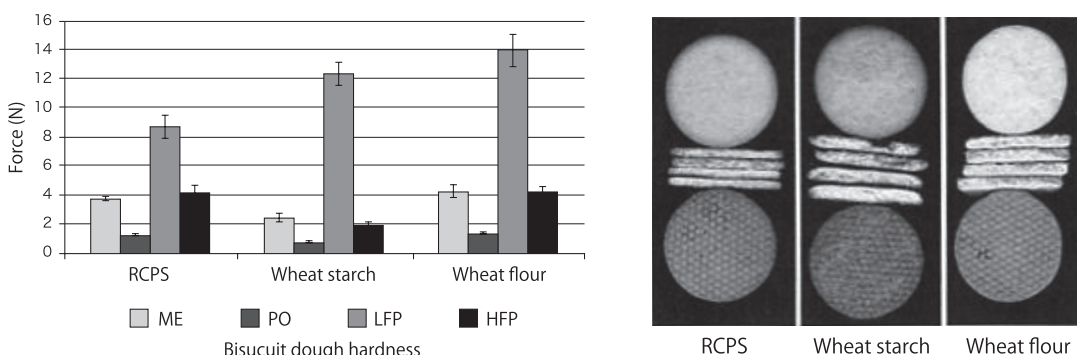 Force (N)
16
14
12
10
8
6
4
2
0
RCPS Wheat starch Wheat flour
ME PO LFP HFP
Bisucuit dough hardness
RCPS Wheat starch Wheat flour